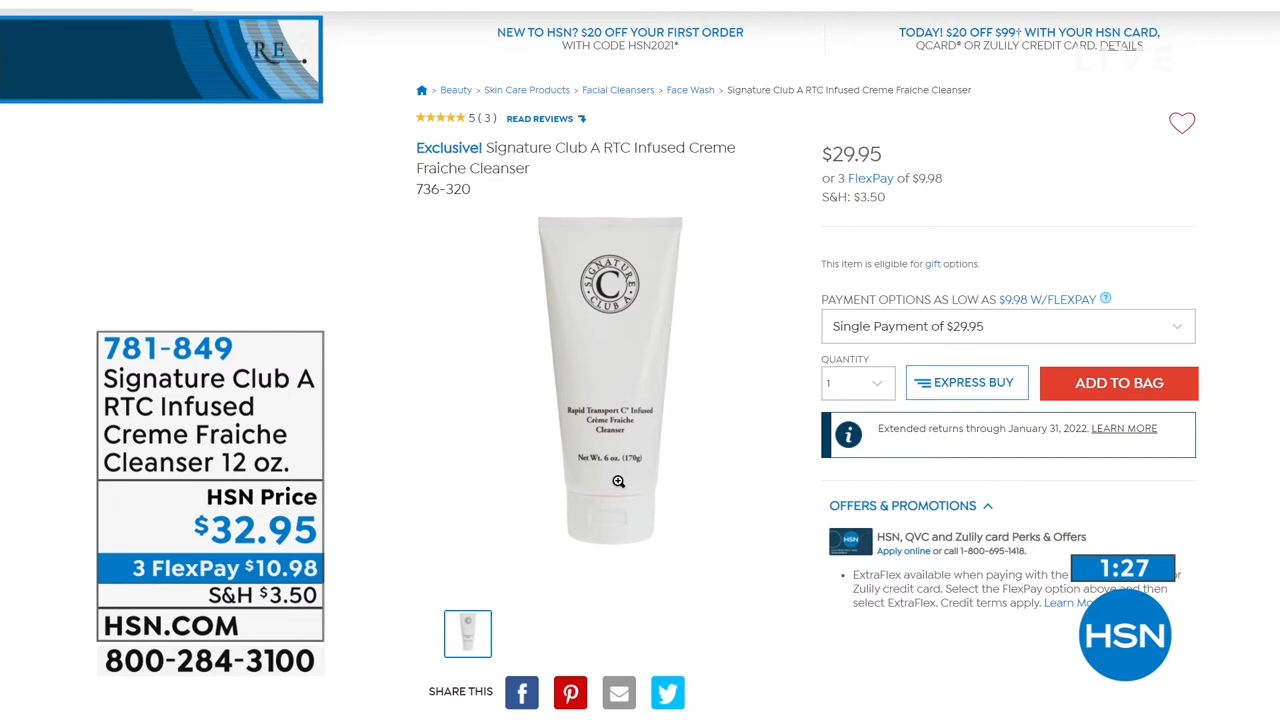 NEW TO HSN? $20 OFF YOUR FIRST ORDER
WITH CODE HSN2021*
TODAY! $20 OFF $99† WITH YOUR HSN CARD,
QCARD® OR ZULILY CREDIT CARD. DETAILS
LIVE
> Beauty > Skin Care Products > Facial Cleansers > Face Wash > Signature Club A RTC Infused Creme Fraiche Cleanser
5 ( 3 ) READ REVIEWS
Exclusive! Signature Club A RTC Infused Creme
Fraiche Cleanser
736-320
SIGNATURE
C
CLUB A
Rapid Transport C® Infused
Crème Fraiche
Cleanser
Net Wt. 6 oz. (170g)
SHARE THIS
$29.95
or 3 FlexPay of $9.98
S&H: $3.50
This item is eligible for gift options.
PAYMENT OPTIONS AS LOW AS $9.98 W/FLEXPAY ?
Single Payment of $29.95
QUANTITY
1
EXPRESS BUY
ADD TO BAG
Extended returns through January 31, 2022. LEARN MORE
OFFERS & PROMOTIONS
HSN
HSN, QVC and Zulily card Perks & Offers
Apply online or call 1-800-695-1418.
• ExtraFlex available when paying with the or
Zulily credit card. Select the FlexPay option above and then
select ExtraFlex. Credit terms apply. Learn
1:27
HSN
781-849
Signature Club A
RTC Infused
Creme Fraiche
Cleanser 12 oz.
HSN Price
$32.95
3 FlexPay $10.98
S&H $3.50
HSN.COM
800-284-3100